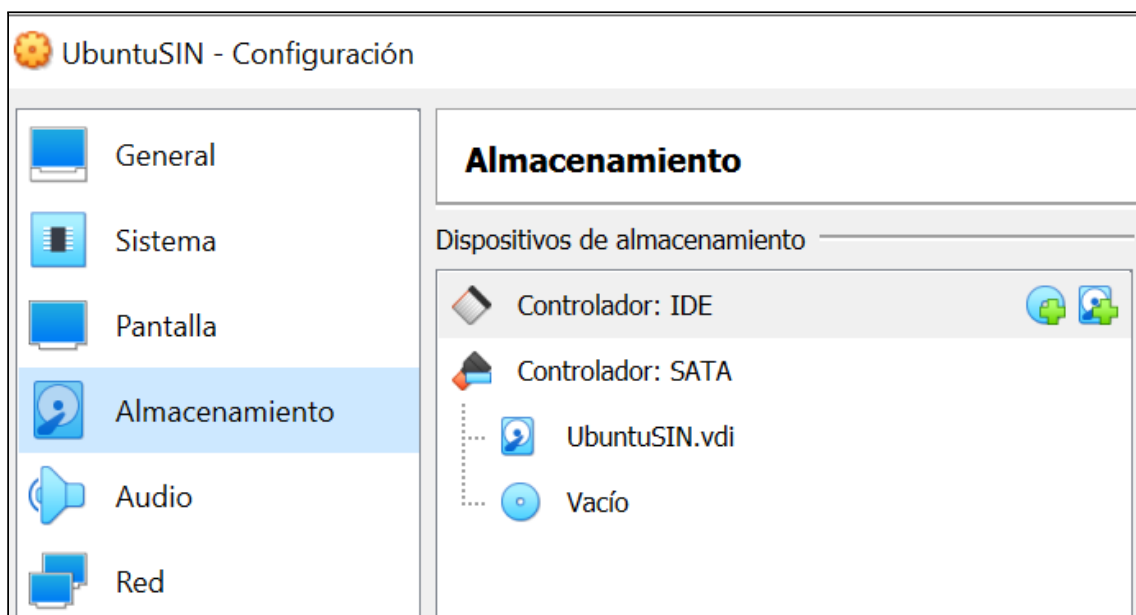 UbuntuSIN - Configuración
General
Sistema
Pantalla
Almacenamiento
Audio
Red
Almacenamiento
Dispositivos de almacenamiento
Controlador: IDE
Controlador: SATA
UbuntuSIN.vdi
Vacío